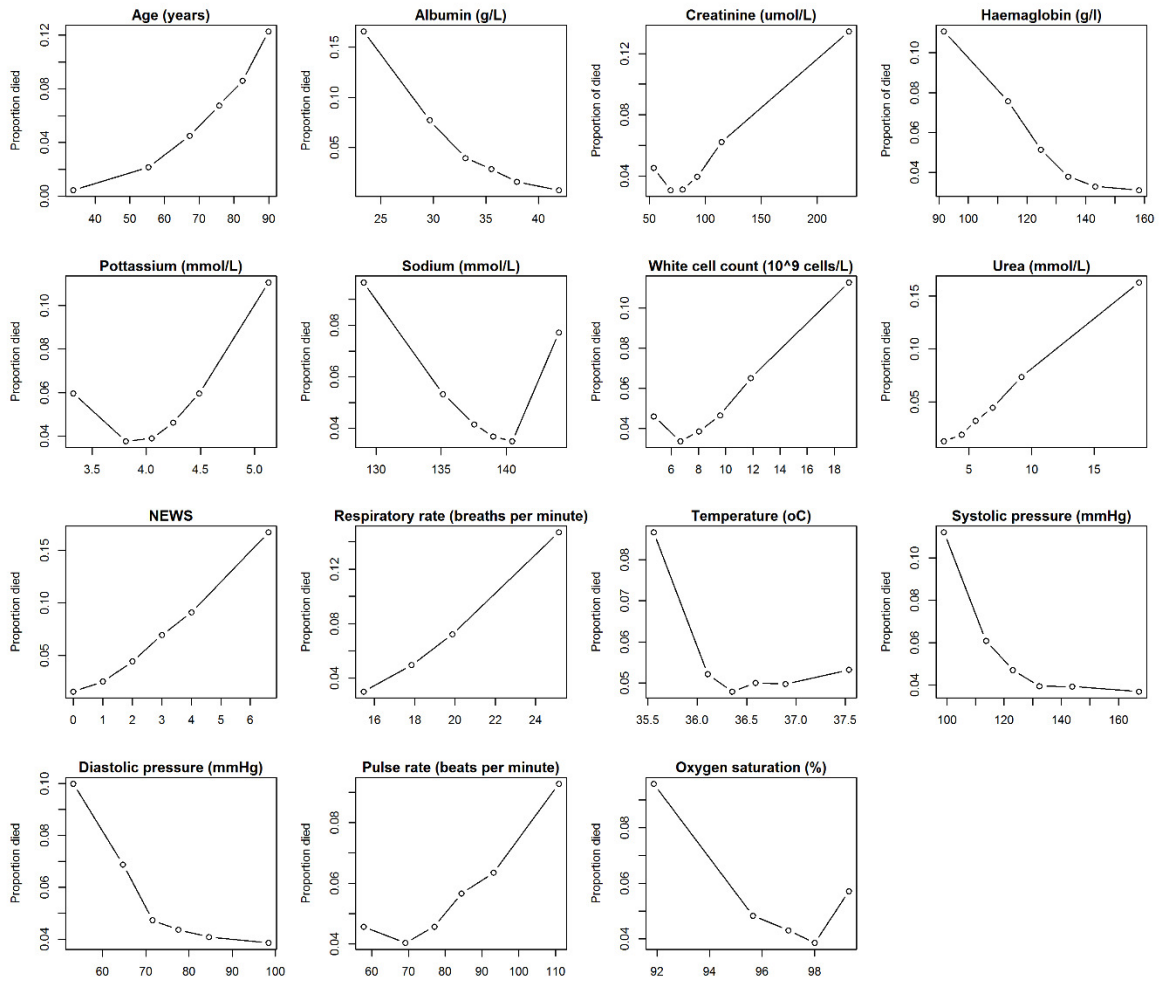 Age (years)
Proportion died
0.00 0.04 0.08 0.12
40 50 60 70 80 90
Albumin (g/L)
Proportion died
0.05 0.10 0.15
25 30 35 40
Creatinine (umol/L)
Proportion died
0.04 0.08 0.12
50 100 150 200
Haemaglobin (g/l)
Proportion of died
0.04 0.06 0.08 0.10
90 100 120 140 160
Pottassium (mmol/L)
Proportion died
0.04 0.06 0.08 0.10
3.5 4.0 4.5 5.0
Sodium (mmol/L)
Proportion died
0.04 0.06 0.08
130 135 140
White cell count (10^9 cells/L)
Proportion died
0.04 0.06 0.08 0.10
6 8 10 12 14 16 18
Urea (mmol/L)
Proportion died
0.05 0.10 0.15
5 10 15
NEWS
Proportion died
0.05 0.10 0.15
0 1 2 3 4 5 6
Respiratory rate (breaths per minute)
Proportion died
0.04 0.08 0.12
16 18 20 22 24
Temperature (oC)
Proportion died
0.05 0.06 0.07 0.08
35.5 36.0 36.5 37.0 37.5
Systolic pressure (mmHg)
Proportion died
0.04 0.06 0.08 0.10
100 120 140 160
Diastolic pressure (mmHg)
Proportion died
0.04 0.06 0.08 0.10
60 70 80 90 100
Pulse rate (beats per minute)
Proportion died
0.04 0.06 0.08
60 70 80 90 100 110
Oxygen saturation (%)
Proportion died
0.04 0.06 0.08
92 94 96 98